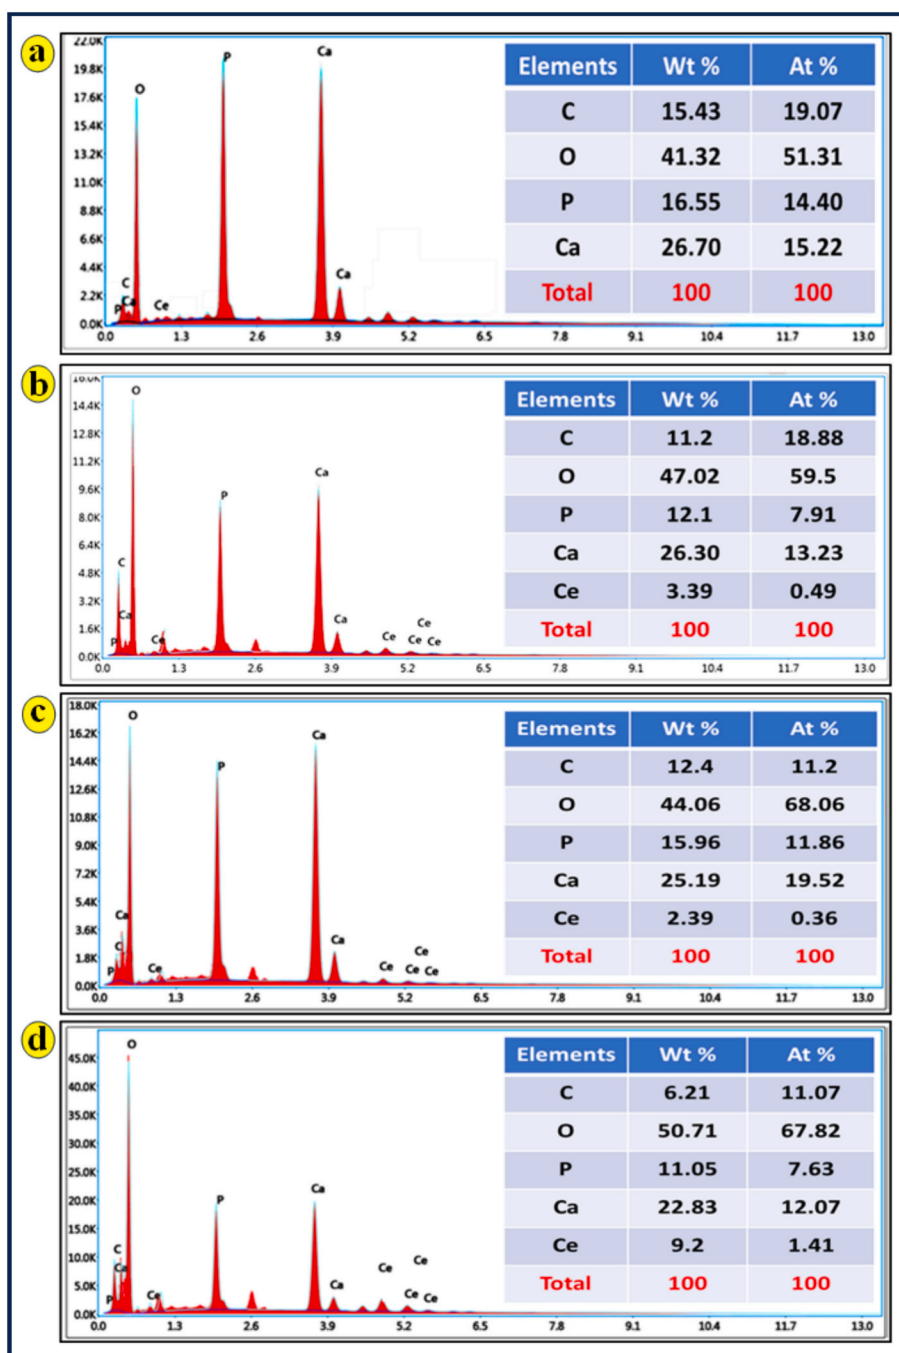 a
22.0K
19.8K
17.6K
15.4K
13.2K
11.0K
8.8K
6.6K
4.4K
2.2K
0.0K
P
C
Ca
O
Ce
P
Ca
Ca
0.0 1.3 2.6 3.9 5.2 6.5 7.8 9.1 10.4 11.7 13.0
Elements Wt % At %
C 15.43 19.07
O 41.32 51.31
P 16.55 14.40
Ca 26.70 15.22
Total 100 100
b
16.0K
14.4K
12.8K
11.2K
9.6K
8.0K
6.4K
4.8K
3.2K
1.6K
0.0K
P
C
Ca
O
Ce
P
Ca
Ca
Ce
Ce
Ce
Ce
0.0 1.3 2.6 3.9 5.2 6.5 7.8 9.1 10.4 11.7 13.0
Elements Wt % At %
C 11.2 18.88
O 47.02 59.5
P 12.1 7.91
Ca 26.30 13.23
Ce 3.39 0.49
Total 100 100
c
18.0K
16.2K
14.4K
12.6K
10.8K
9.0K
7.2K
5.4K
3.6K
1.8K
0.0K
P
C
Ca
O
Ce
P
Ca
Ca
Ce
Ce
Ce
Ce
0.0 1.3 2.6 3.9 5.2 6.5 7.8 9.1 10.4 11.7 13.0
Elements Wt % At %
C 12.4 11.2
O 44.06 68.06
P 15.96 11.86
Ca 25.19 19.52
Ce 2.39 0.36
Total 100 100
d
45.0K
40.0K
35.0K
30.0K
25.0K
20.0K
15.0K
10.0K
5.0K
0.0K
P
C
Ca
O
Ce
P
Ca
Ca
Ce
Ce
Ce
Ce
0.0 1.3 2.6 3.9 5.2 6.5 7.8 9.1 10.4 11.7 13.0
Elements Wt % At %
C 6.21 11.07
O 50.71 67.82
P 11.05 7.63
Ca 22.83 12.07
Ce 9.2 1.41
Total 100 100